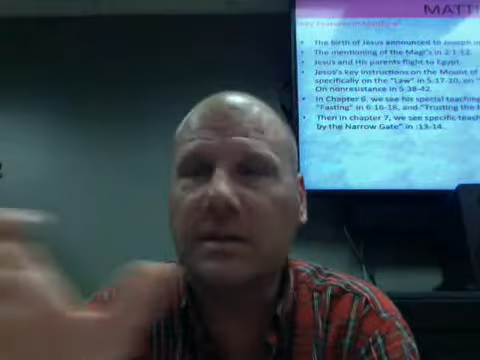 MATT
Key Features in Matthew
• The birth of Jesus announced to Joseph in
• The mentioning of the Magi's in 2:1-12.
• Jesus and His parents flight to Egypt
• Jesus's key instructions on the Mount of
specifically on the "Law" in 5:17-20, on "
On nonresistance in 5:38-42
• In Chapter 6, we see his special teaching
"Fasting" in 6:16-18, and "Trusting the
• Then in chapter 7, we see specific teach
by the Narrow Gate" in :13-14.